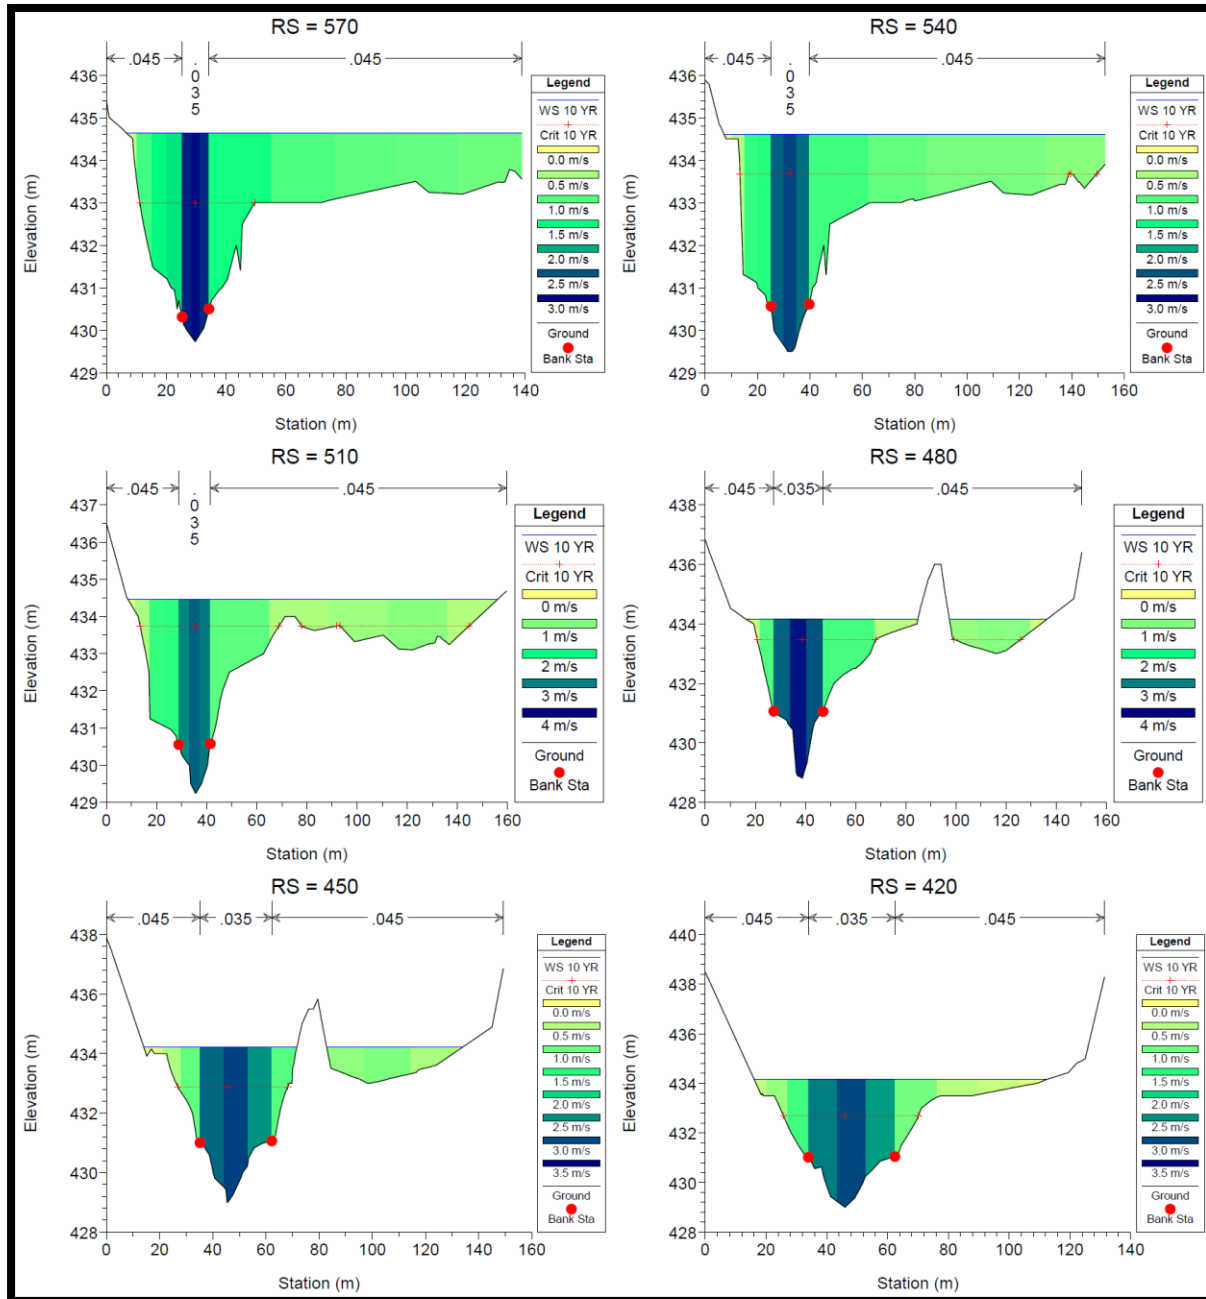 RS = 570
.045
.035
.045
Elevation (m)
436
435
434
433
432
431
430
429
0
20
40
60
80
100
120
140
Station (m)
Legend
WS 10 YR
Crit 10 YR
0.0 m/s
0.5 m/s
1.0 m/s
1.5 m/s
2.0 m/s
2.5 m/s
3.0 m/s
Ground
Bank Sta
RS = 540
.045
.035
.045
Elevation (m)
436
435
434
433
432
431
430
429
0
20
40
60
80
100
120
140
160
Station (m)
Legend
WS 10 YR
Crit 10 YR
0.0 m/s
0.5 m/s
1.0 m/s
1.5 m/s
2.0 m/s
2.5 m/s
3.0 m/s
Ground
Bank Sta
RS = 510
.045
.035
.045
Elevation (m)
437
436
435
434
433
432
431
430
429
0
20
40
60
80
100
120
140
160
Station (m)
Legend
WS 10 YR
Crit 10 YR
0 m/s
1 m/s
2 m/s
3 m/s
4 m/s
Ground
Bank Sta
RS = 480
.045
.035
.045
Elevation (m)
438
436
434
432
430
428
0
20
40
60
80
100
120
140
160
Station (m)
Legend
WS 10 YR
Crit 10 YR
0 m/s
1 m/s
2 m/s
3 m/s
4 m/s
Ground
Bank Sta
RS = 450
.045
.035
.045
Elevation (m)
438
436
434
432
430
428
0
20
40
60
80
100
120
140
160
Station (m)
Legend
WS 10 YR
Crit 10 YR
0.0 m/s
0.5 m/s
1.0 m/s
1.5 m/s
2.0 m/s
2.5 m/s
3.0 m/s
3.5 m/s
Ground
Bank Sta
RS = 420
.045
.035
.045
Elevation (m)
440
438
436
434
432
430
428
0
20
40
60
80
100
120
140
Station (m)
Legend
WS 10 YR
Crit 10 YR
0.0 m/s
0.5 m/s
1.0 m/s
1.5 m/s
2.0 m/s
2.5 m/s
3.0 m/s
3.5 m/s
Ground
Bank Sta